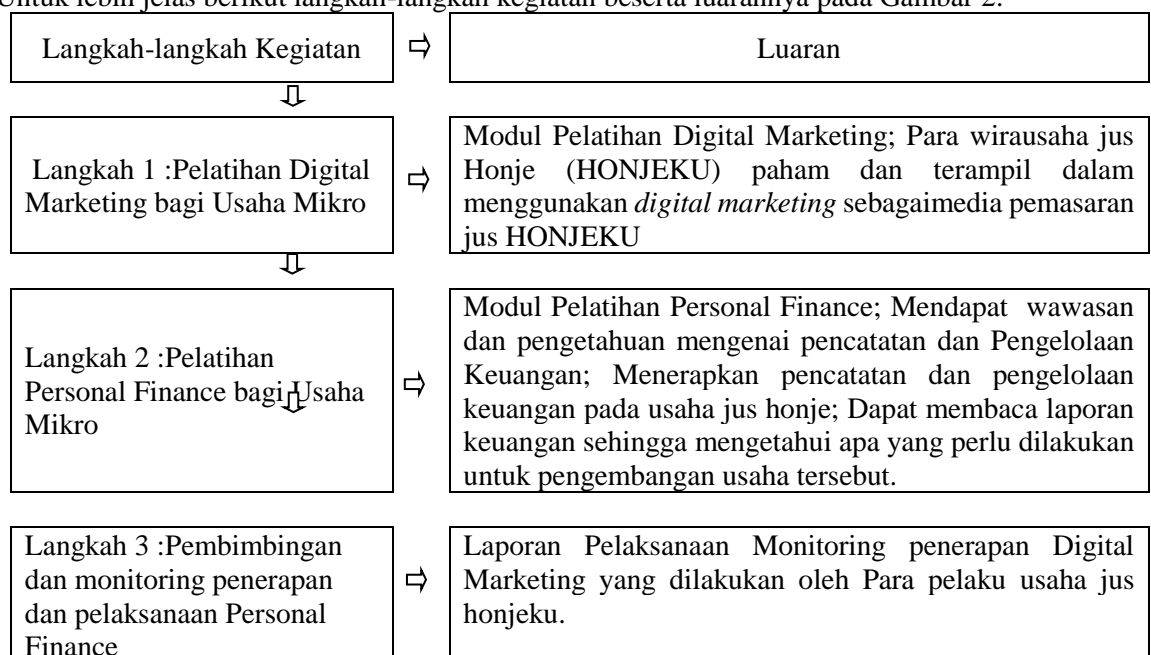 Untuk lebih jelas berikut langkah-langkah kegiatan beserta luarannya pada Gambar 2.
Langkah-langkah Kegiatan
Luaran
Langkah 1 :Pelatihan Digital
Marketing bagi Usaha Mikro
Modul Pelatihan Digital Marketing; Para wirausaha jus
Honje (HONJEKU) paham dan terampil dalam
menggunakan digital marketing sebagaimedia pemasaran
jus HONJEKU
Langkah 2 :Pelatihan
Personal Finance bagi Usaha
Mikro
Modul Pelatihan Personal Finance; Mendapat wawasan
dan pengetahuan mengenai pencatatan dan Pengelolaan
Keuangan; Menerapkan pencatatan dan pengelolaan
keuangan pada usaha jus honje; Dapat membaca laporan
keuangan sehingga mengetahui apa yang perlu dilakukan
untuk pengembangan usaha tersebut.
Langkah 3 :Pembimbingan
dan monitoring penerapan
dan pelaksanaan Personal
Finance
Laporan Pelaksanaan Monitoring penerapan Digital
Marketing yang dilakukan oleh Para pelaku usaha jus
honjeku.